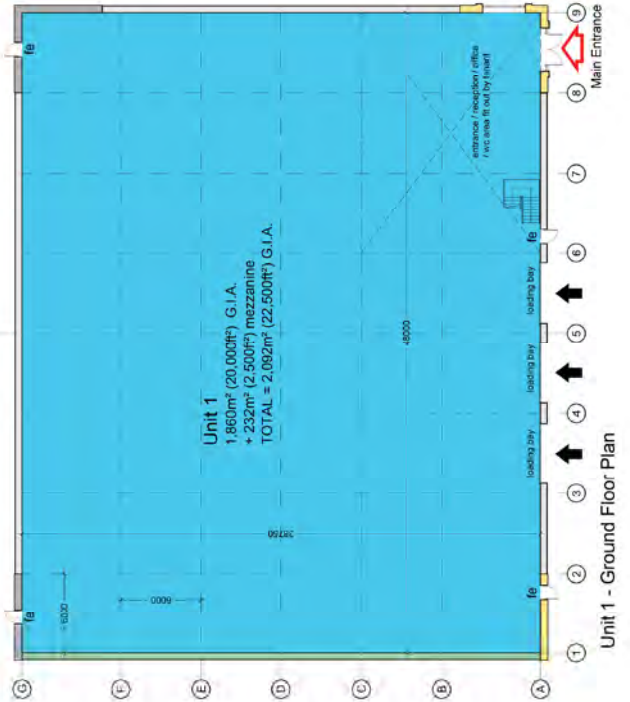 Unit 1
1,860m² (20,000ft²) G.I.A.
+ 232m² (2,500ft²) mezzanine
TOTAL = 2,092m² (22,500ft²) G.I.A.
fe
fe
6000
6000
38750
48000
entrance / reception / office
/ wc area fit out by tenant
fe
fe
loading bay
loading bay
loading bay
G
F
E
D
C
B
A
1
2
3
4
5
6
7
8
9
Main Entrance
Unit 1 - Ground Floor Plan